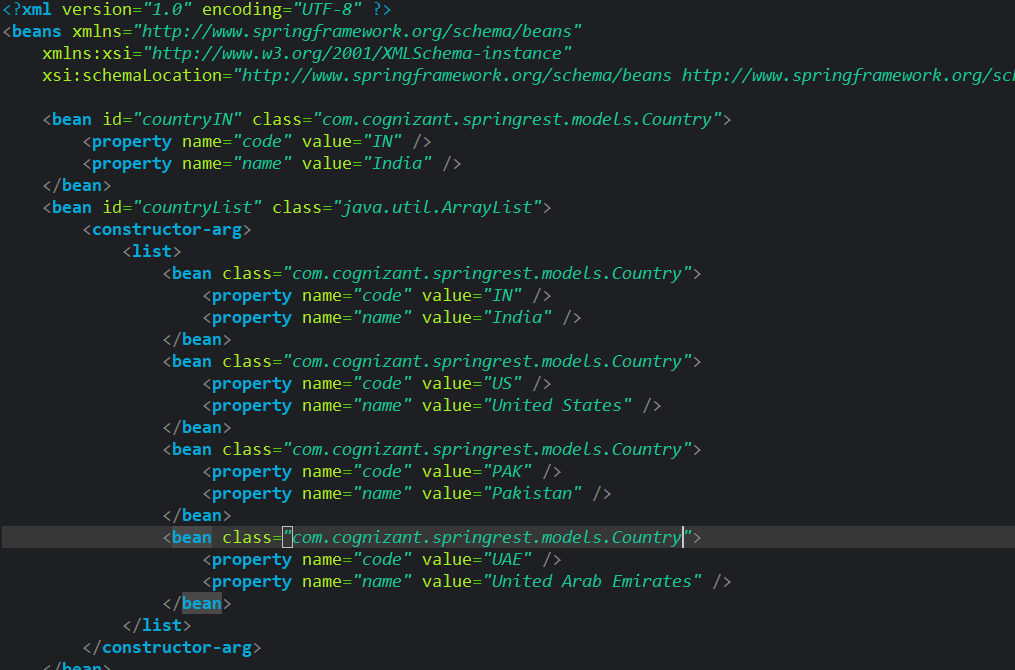 <?xml version="1.0" encoding="UTF-8" ?>
<beans xmlns="http://www.springframework.org/schema/beans"
    xmlns:xsi="http://www.w3.org/2001/XMLSchema-instance"
    xsi:schemaLocation="http://www.springframework.org/schema/beans http://www.springframework.org/sc
    <bean id="countryIN" class="com.cognizant.springrest.models.Country">
        <property name="code" value="IN" />
        <property name="name" value="India" />
    </bean>
    <bean id="countryList" class="java.util.ArrayList">
        <constructor-arg>
            <list>
                <bean class="com.cognizant.springrest.models.Country">
                    <property name="code" value="IN" />
                    <property name="name" value="India" />
                </bean>
                <bean class="com.cognizant.springrest.models.Country">
                    <property name="code" value="US" />
                    <property name="name" value="United States" />
                </bean>
                <bean class="com.cognizant.springrest.models.Country">
                    <property name="code" value="PAK" />
                    <property name="name" value="Pakistan" />
                </bean>
                <bean class="com.cognizant.springrest.models.Country">
                    <property name="code" value="UAE" />
                    <property name="name" value="United Arab Emirates" />
                </bean>
            </list>
        </constructor-arg>
    </bean>